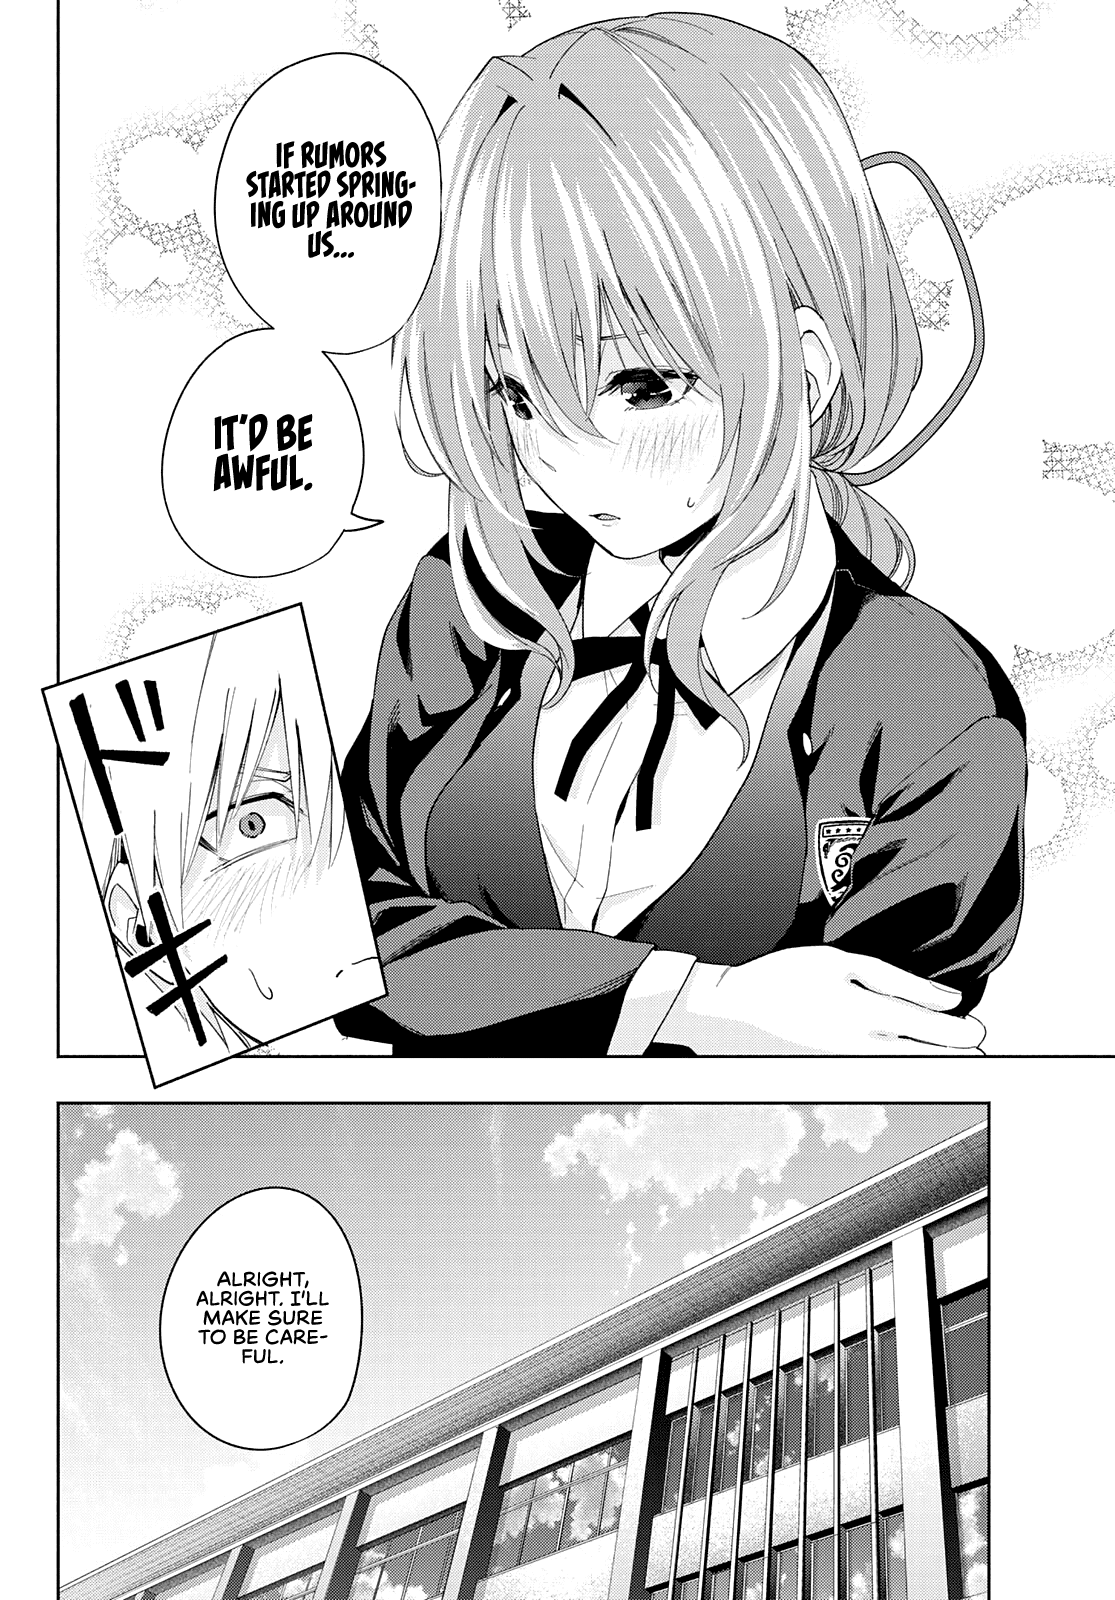 IF RUMORS
STARTED SPRING-
ING UP AROUND
US...
IT'D BE
AWFUL.
ドキ
ALRIGHT,
ALRIGHT. I'LL
MAKE SURE
TO BE CARE-
FUL.